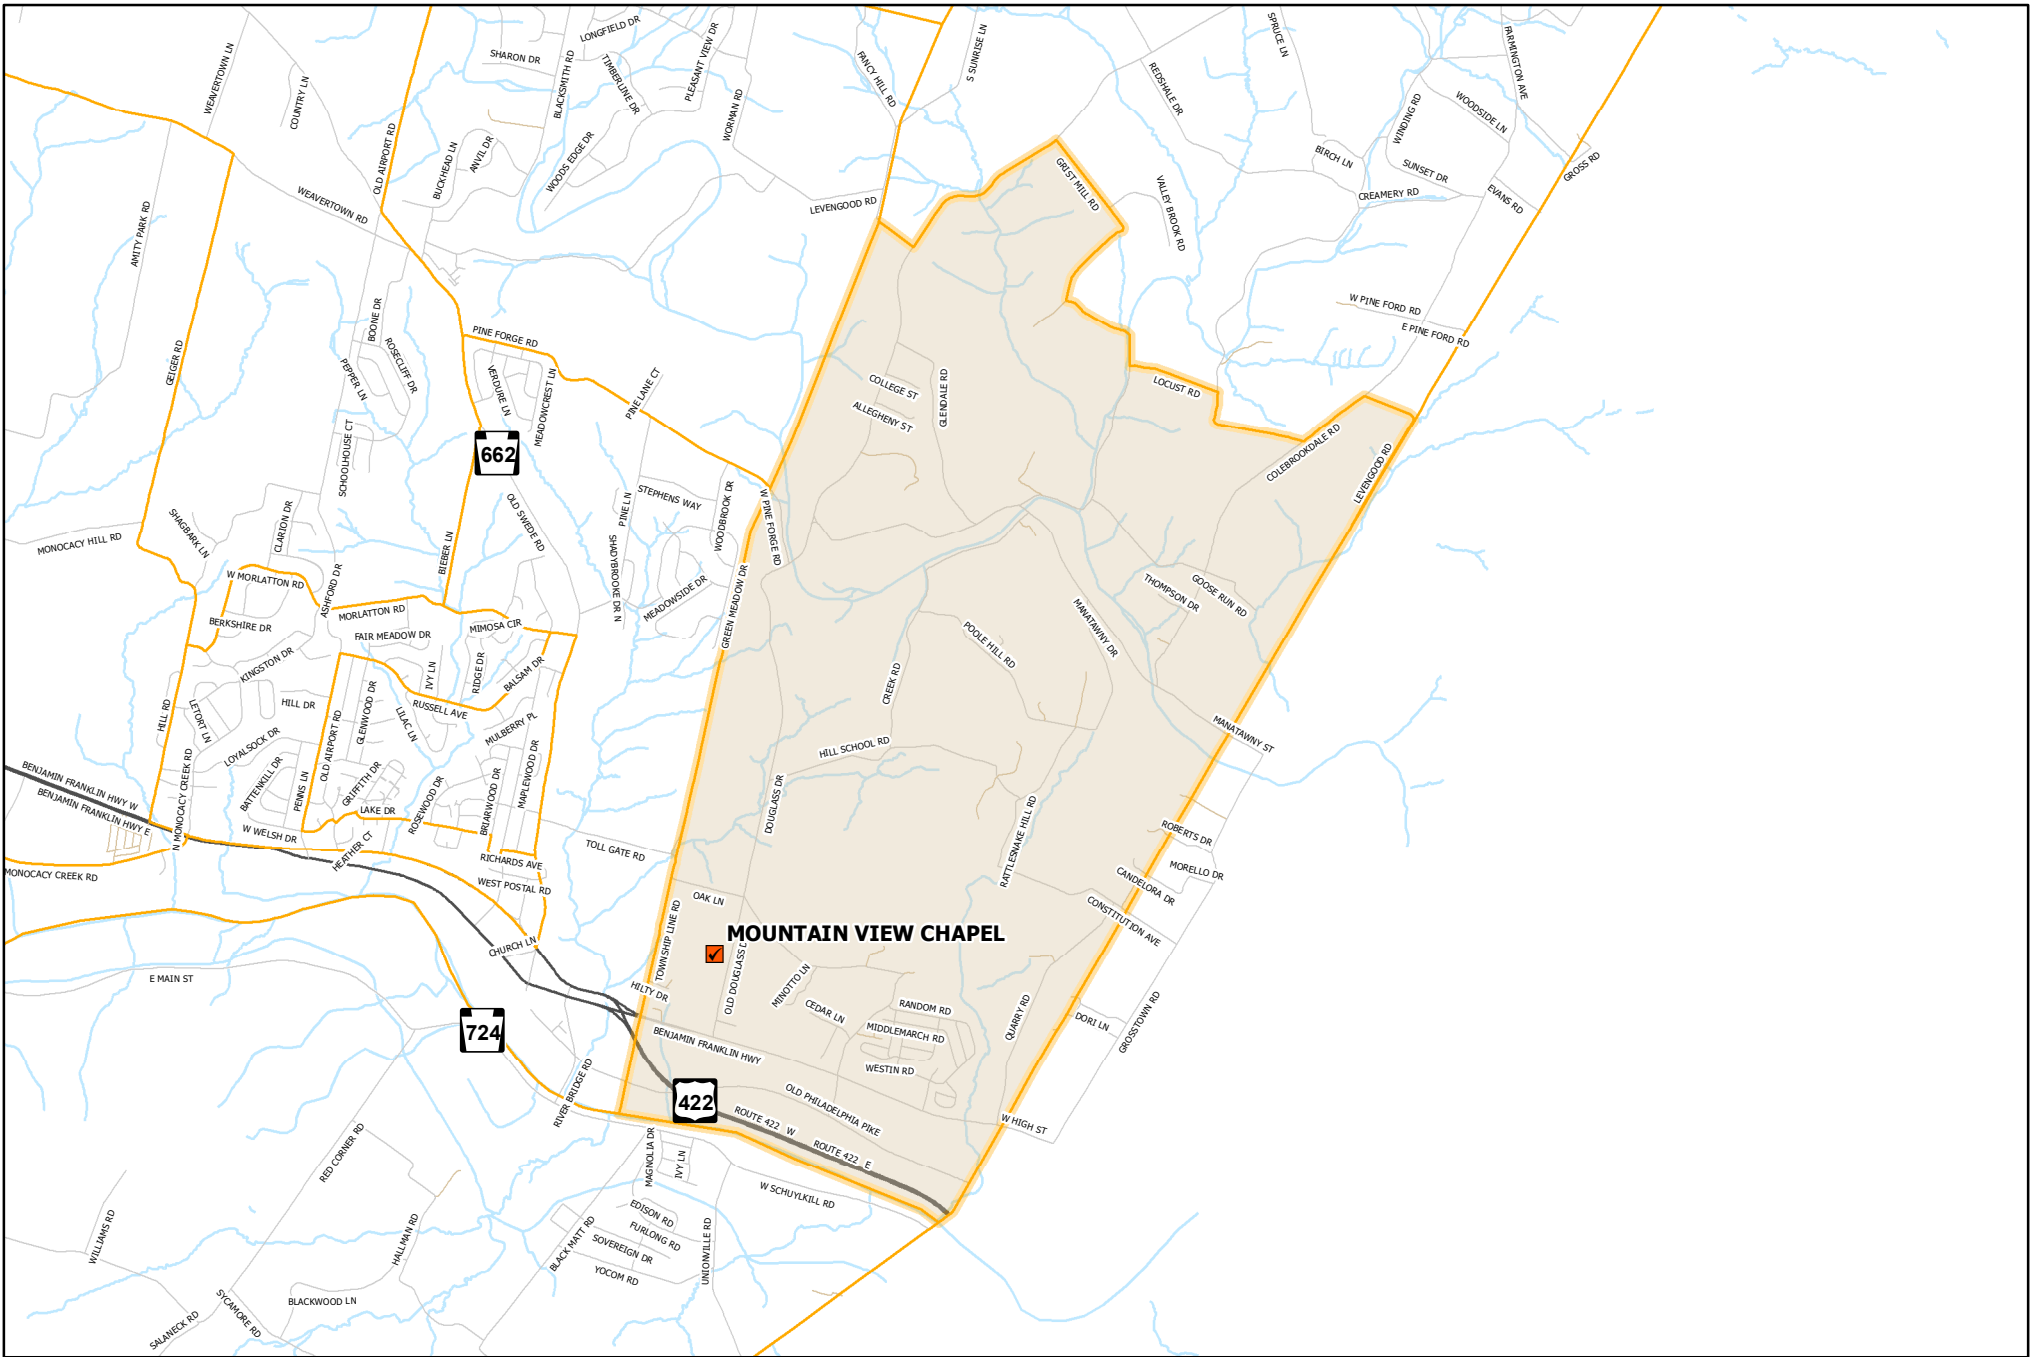 LONGFIELD DR
SHARON DR
TIMBERLINE DR
PLEASANT VIEW DR
BLACKSMITH RD
WEAVERTOWN LN
COUNTRY LN
WORMAN RD
FANCY HILL RD
S SUNRISE LN
REDSHALE DR
SPRUCE LN
FARMINGTON AVE
WOODSIDE LN
WINDING RD
GROSS RD
BIRCH LN
SUNSET DR
CREAMERY RD
EVANS RD
OLD AIRPORT RD
BUCKHEAD LN
ANVIL DR
WOODS EDGE DR
WEAVERTOWN RD
AMITY PARK RD
LEVENGOOD RD
GRIST MILL RD
VALLEY BROOK RD
W PINE FORD RD
E PINE FORD RD
BOONE DR
ROSECLIFF DR
PEPPER LN
GEIGER RD
PINE FORGE RD
VERDURE LN
MEADOWCREST LN
PINE LANE CT
COLLEGE ST
ALLEGHENY ST
GLENDALE RD
LOCUST RD
COLEBROOKDALE RD
LEVENGOOD RD
662
SCHOOLHOUSE CT
OLD SWEDE RD
STEPHENS WAY
WOODBROOK DR
PINE LN
W PINE FORGE RD
SHAGBARK LN
CLARION DR
MONOCACY HILL RD
BIEBER LN
SHADYBROOKE DR N
MEADOWSIDE DR
GREEN MEADOW DR
W MORLATTON RD
ASHFORD DR
MORLATTON RD
BERKSHIRE DR
FAIR MEADOW DR
MIMOSA CIR
KINGSTON DR
IVY LN
RIDGE DR
BALSAM DR
THOMPSON DR
GOOSE RUN RD
MANATAWNY DR
POOLE HILL RD
CREEK RD
HILL RD
LETORT LN
HILL DR
OLD AIRPORT RD
GLENWOOD DR
LILAC LN
RUSSELL AVE
MULBERRY PL
LOYALSOCK DR
BATTENKILL DR
PENNS LN
GRIFFITH DR
MAPLEWOOD DR
BRIARWOOD DR
ROSEWOOD DR
LAKE DR
HILL SCHOOL RD
DOUGLASS DR
MANATAWNY ST
BENJAMIN FRANKLIN HWY W
BENJAMIN FRANKLIN HWY E
N MONOCACY CREEK RD
W WELSH DR
HEATHER CT
MONOCACY CREEK RD
RICHARDS AVE
WEST POSTAL RD
TOLL GATE RD
RATTLESNAKE HILL RD
ROBERTS DR
MORELLO DR
CANDELORA DR
CONSTITUTION AVE
OAK LN
TOWNSHIP LINE RD
MOUNTAIN VIEW CHAPEL
CHURCH LN
E MAIN ST
HILTY DR
MINOTTO LN
CEDAR LN
RANDOM RD
MIDDLEMARCH RD
WESTIN RD
QUARRY RD
DORI LN
GROSSTOWN RD
724
BENJAMIN FRANKLIN HWY
RIVER BRIDGE RD
422
OLD PHILADELPHIA PIKE
ROUTE 422 W
ROUTE 422 E
W HIGH ST
MAGNOLIA DR
IVY LN
W SCHUYLKILL RD
RED CORNER RD
EDISON RD
FURLONG RD
SOVEREIGN DR
YOCOM RD
BLACK MATT RD
UNIONVILLE RD
WILLIAMS RD
HALLMAN RD
BLACKWOOD LN
SYCAMORE RD
SALANECK RD
OLD DOUGLASS D